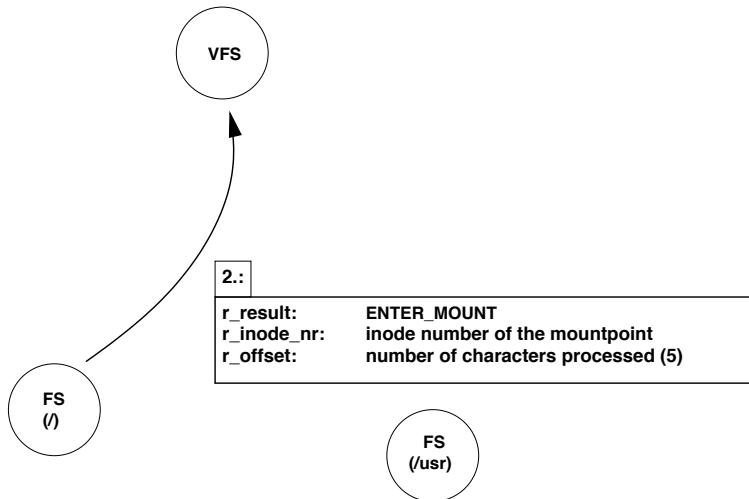 VFS
2.:
r_result: ENTER_MOUNT
r_inode_nr: inode number of the mountpoint
r_offset: number of characters processed (5)
FS
(/)
FS
(/usr)